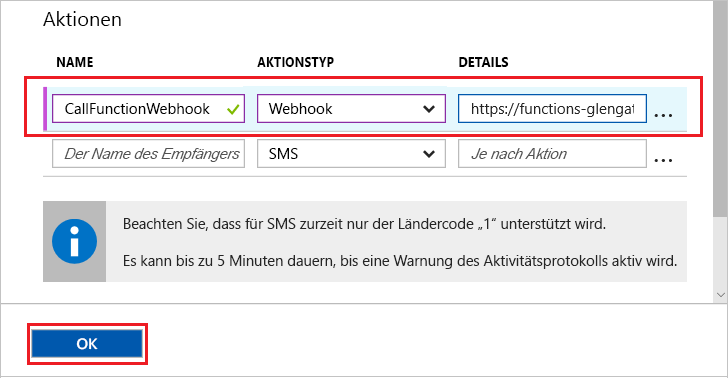 Aktionen
NAME AKTIONSTYP DETAILS
CallFunctionWebhook Webhook https://functions-glengat ...
Der Name des Empfängers SMS Je nach Aktion ...
Beachten Sie, dass für SMS zurzeit nur der Ländercode „1“ unterstützt wird.
Es kann bis zu 5 Minuten dauern, bis eine Warnung des Aktivitätsprotokolls aktiv wird.
OK